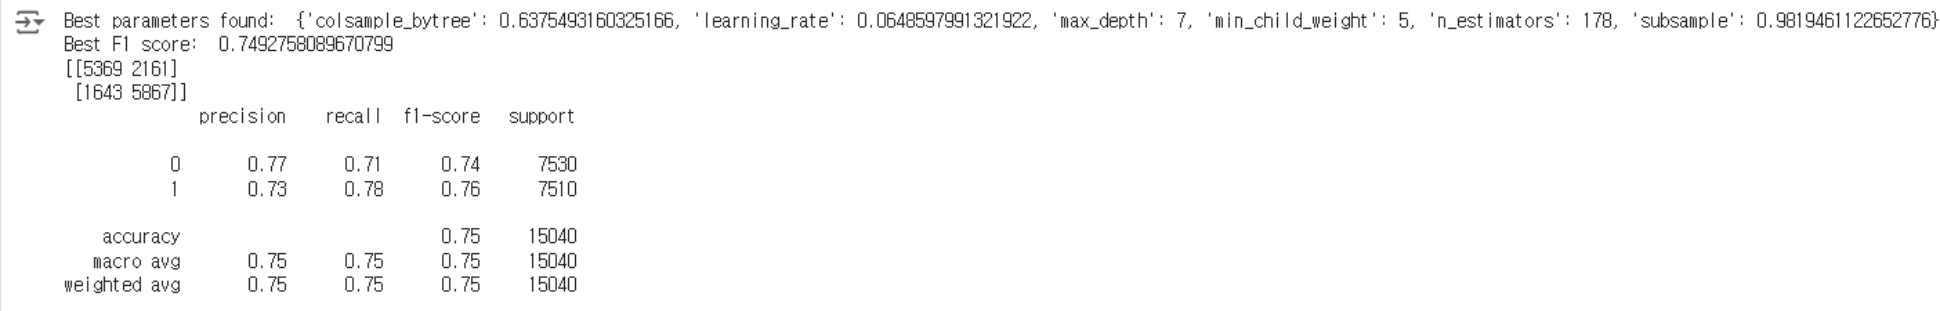 Best parameters found:  {'colsample_bytree': 0.6375493160325166, 'learning_rate': 0.0648597991321922, 'max_depth': 7, 'min_child_weight': 5, 'n_estimators': 178, 'subsample': 0.9819461122652776}
Best F1 score:  0.7492758089670799
[[5369 2161]
 [1643 5867]]
              precision    recall  f1-score   support

           0       0.77      0.71      0.74      7530
           1       0.73      0.78      0.76      7510

    accuracy                           0.75     15040
   macro avg       0.75      0.75      0.75     15040
weighted avg       0.75      0.75      0.75     15040